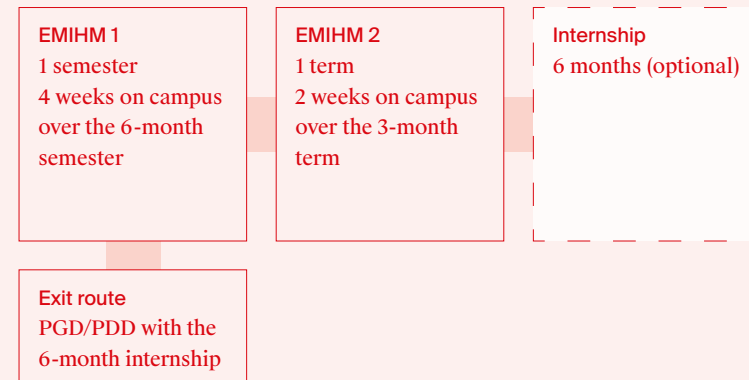 EMIHM 1
1 semester
4 weeks on campus
over the 6-month
semester
EMIHM 2
1 term
2 weeks on campus
over the 3-month
term
Internship
6 months (optional)
Exit route
PGD/PDD with the
6-month internship